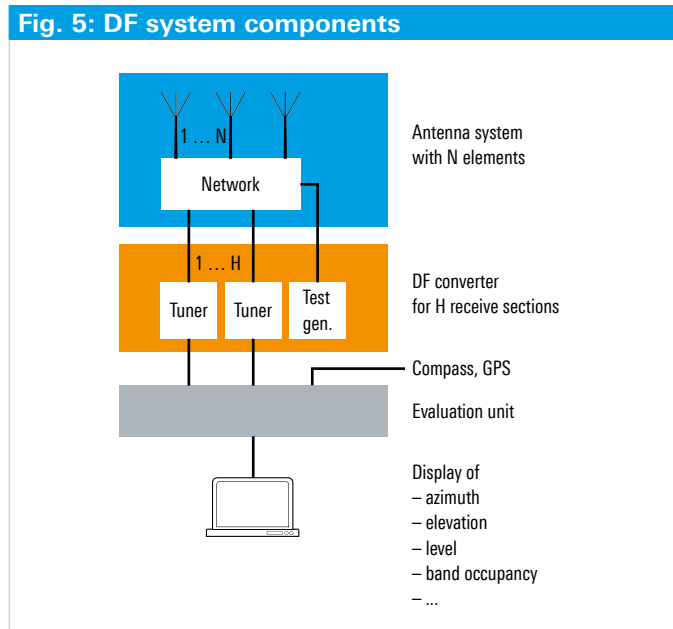 Fig. 5: DF system components
1 … N
Network
Antenna system
with N elements
1 … H
Tuner
Tuner
Test
gen.
DF converter
for H receive sections
Compass, GPS
Evaluation unit
Display of
– azimuth
– elevation
– level
– band occupancy
– ...